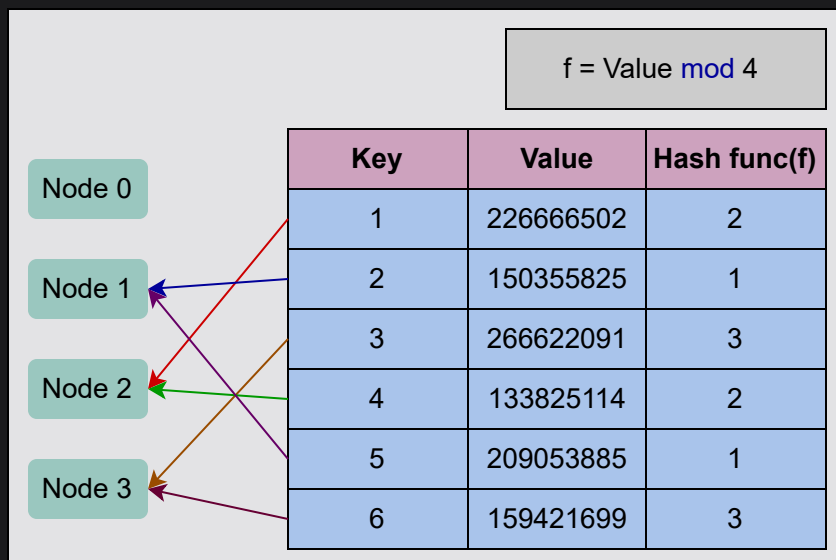 f = Value mod 4
Key Value Hash func(f)
Node 0
1 226666502 2
Node 1
2 150355825 1
3 266622091 3
Node 2
4 133825114 2
Node 3
5 209053885 1
6 159421699 3